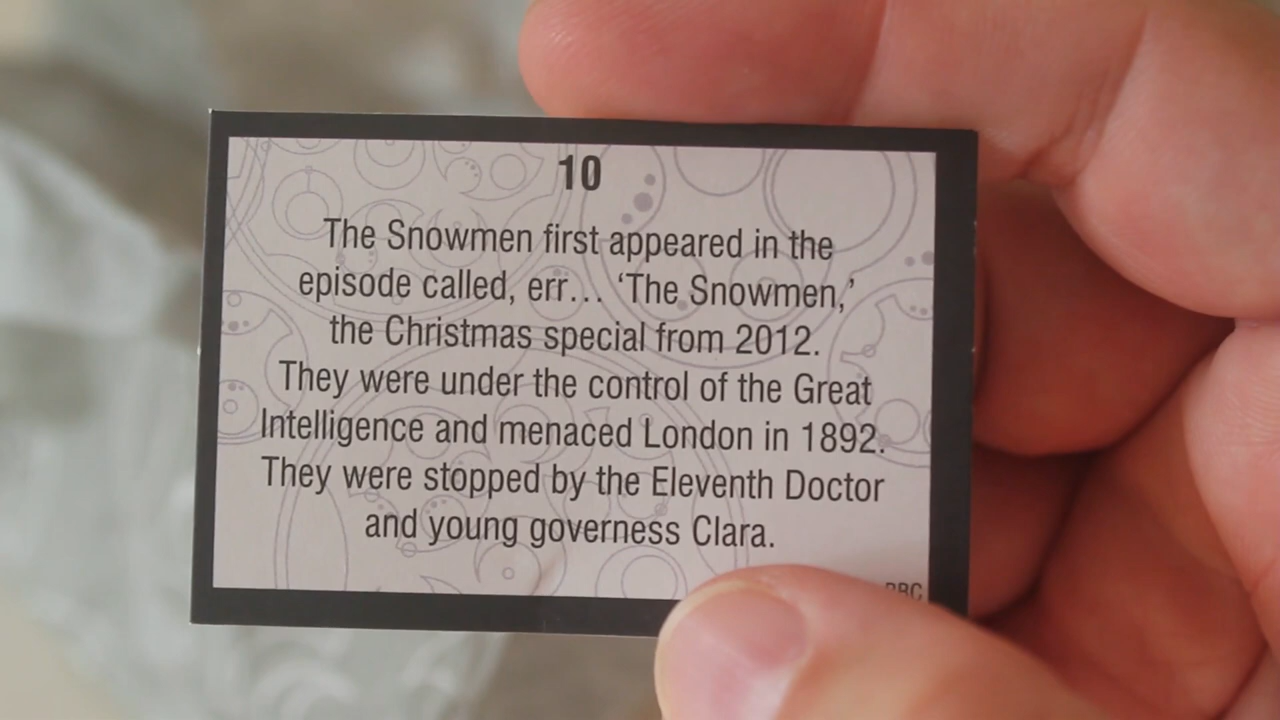 10
The Snowmen first appeared in the
episode called, err... ‘The Snowmen,’
the Christmas special from 2012.
They were under the control of the Great
Intelligence and menaced London in 1892.
They were stopped by the Eleventh Doctor
and young governess Clara.
BBC